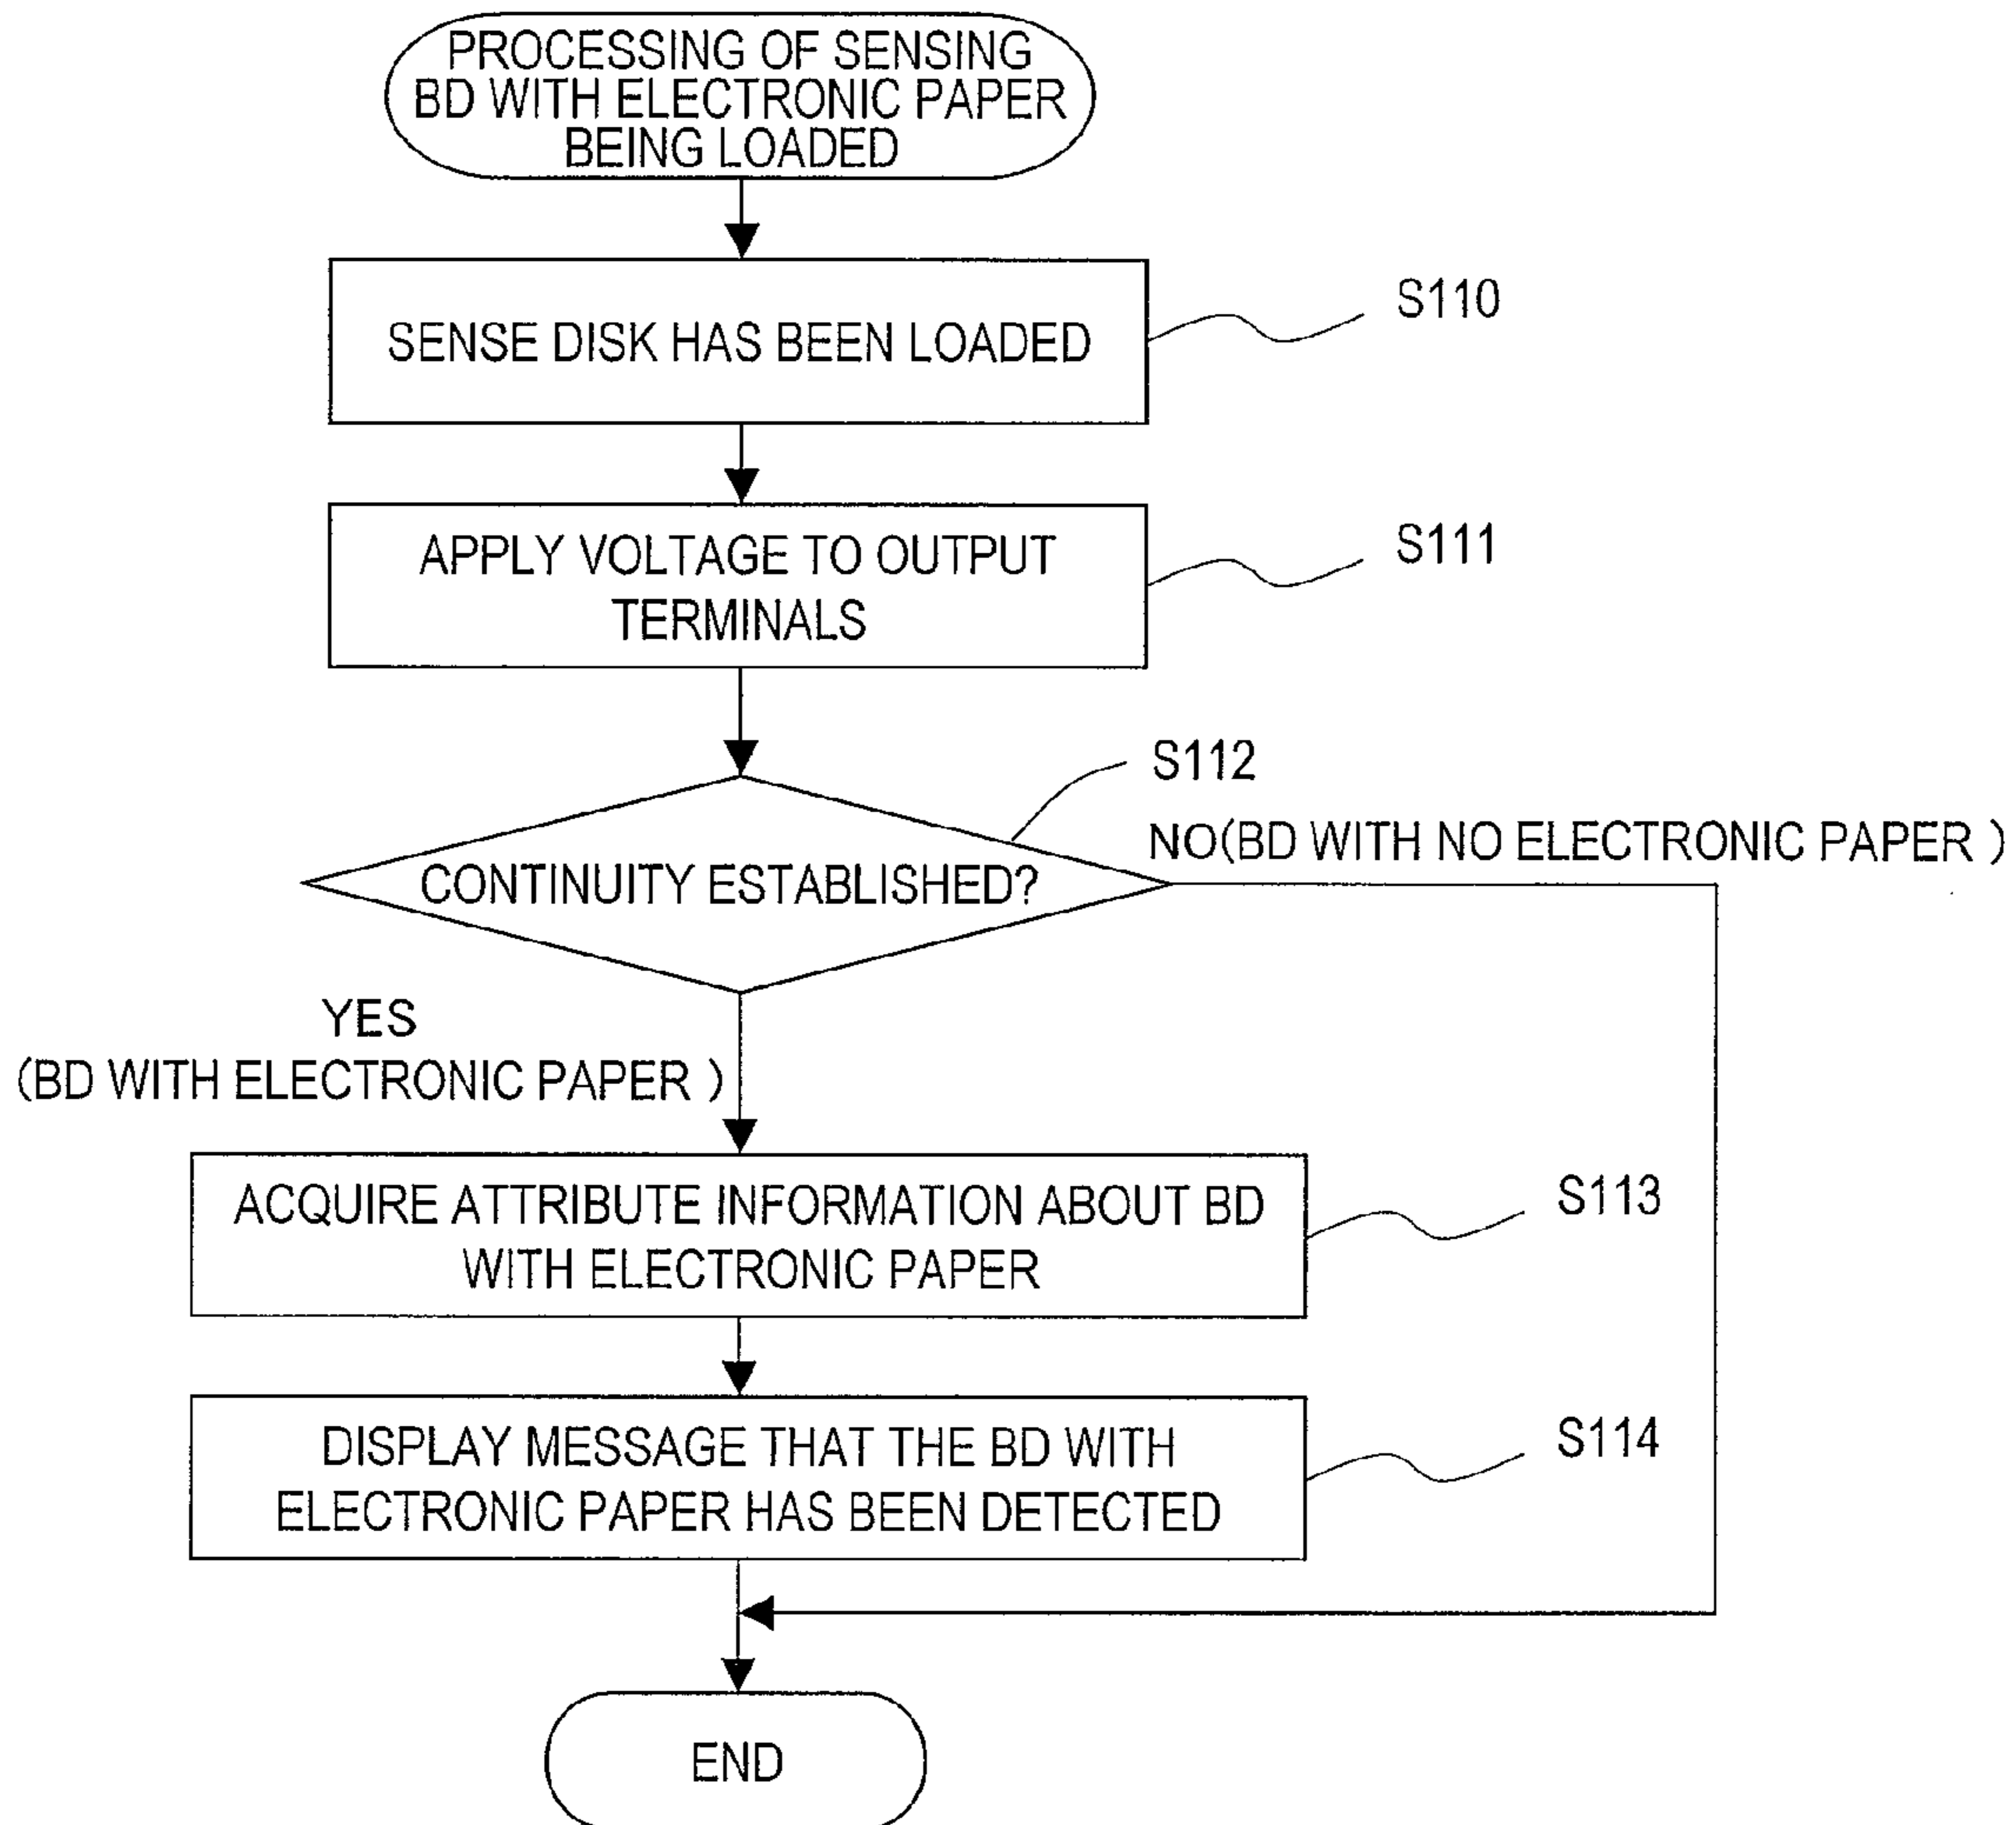 PROCESSING OF SENSING
BD WITH ELECTRONIC PAPER
BEING LOADED
SENSE DISK HAS BEEN LOADED
S110
APPLY VOLTAGE TO OUTPUT
TERMINALS
S111
S112
CONTINUITY ESTABLISHED?
NO(BD WITH NO ELECTRONIC PAPER )
YES
(BD WITH ELECTRONIC PAPER )
ACQUIRE ATTRIBUTE INFORMATION ABOUT BD
WITH ELECTRONIC PAPER
S113
DISPLAY MESSAGE THAT THE BD WITH
ELECTRONIC PAPER HAS BEEN DETECTED
S114
END